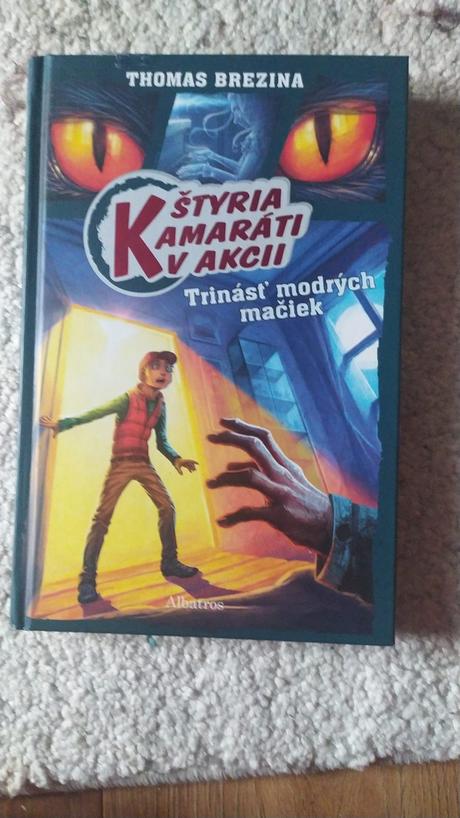 THOMAS BREZINA
ŠTYRIA
KAMARÁTI
V AKCII
Trinásť modrých
mačiek
Albatros